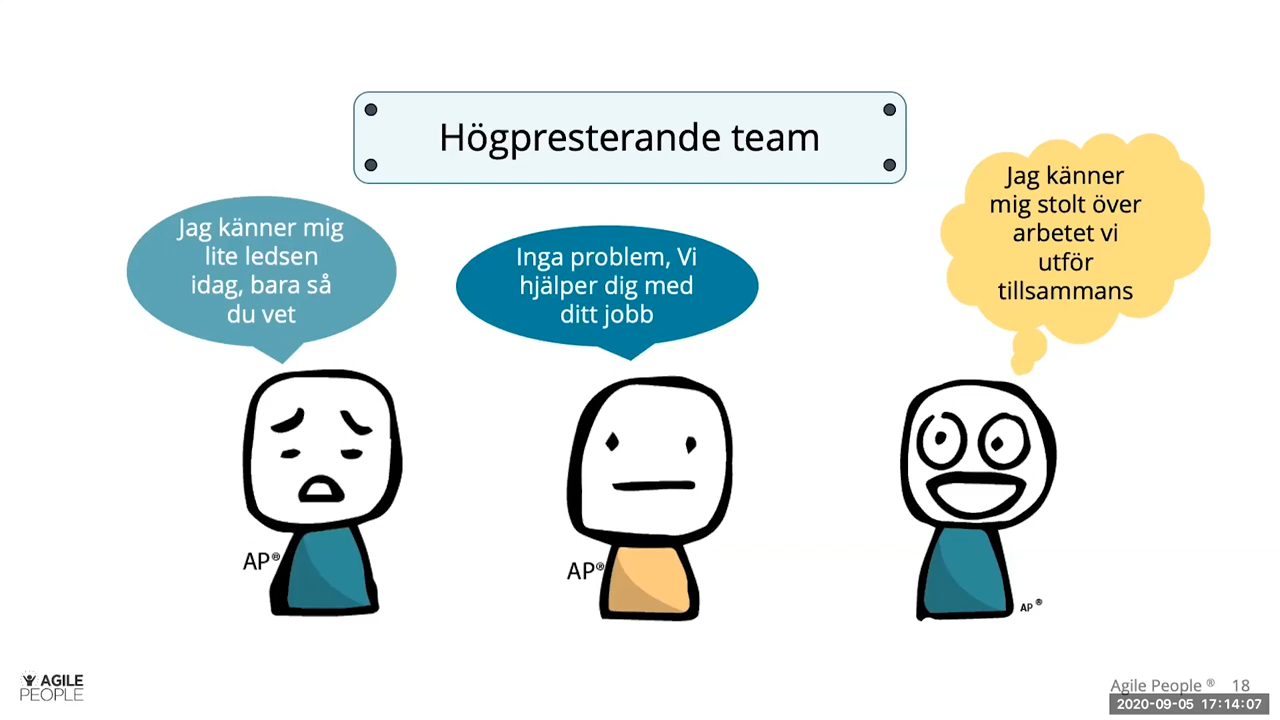 Högpresterande team
Jag känner mig
lite ledsen
idag, bara så
du vet
Inga problem, Vi
hjälper dig med
ditt jobb
Jag känner
mig stolt över
arbetet vi
utför
tillsammans
AP®
AP®
AP®
AGILE
PEOPLE
Agile People ® 18
2020-09-05 17:14:07